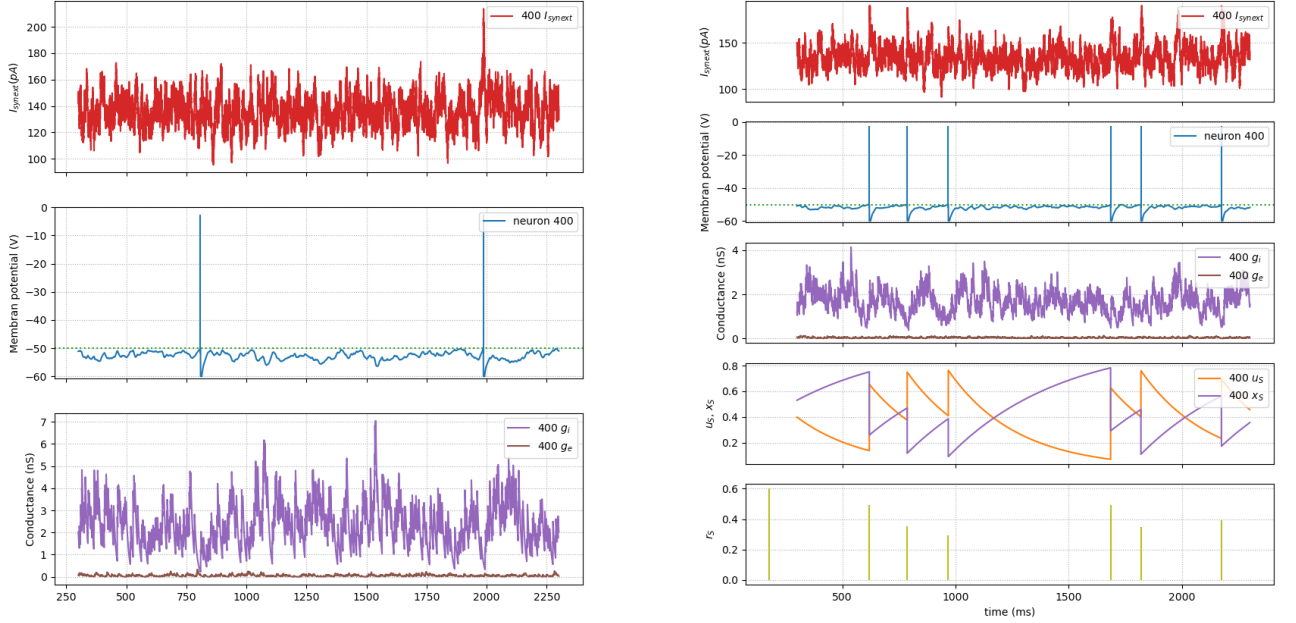 400 I_synext
I_synext(pA)
200
180
160
140
120
100
neuron 400
Membran potential (V)
0
−10
−20
−30
−40
−50
−60
400 g_i
400 g_e
Conductance (nS)
7
6
5
4
3
2
1
0
250 500 750 1000 1250 1500 1750 2000 2250
400 I_synext
I_synext(pA)
150
100
neuron 400
Membran potential (V)
0
−20
−40
−60
400 g_i
400 g_e
Conductance (nS)
4
2
0
400 u_S
400 x_S
u_S, x_S
0.8
0.6
0.4
0.2
r_S
0.6
0.4
0.2
0.0
500 1000 1500 2000
time (ms)